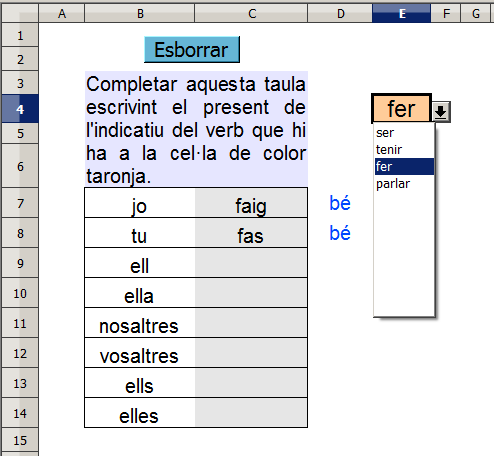 A B C D E F G
1
2 Esborrar
3 Completar aquesta taula
4 escrivint el present de fer
5 l'indicatiu del verb que hi ser
ha a la cel·la de color tenir
6 taronja. fer
parlar
7 jo faig bé
8 tu fas bé
9 ell
10 ella
11 nosaltres
12 vosaltres
13 ells
14 elles
15